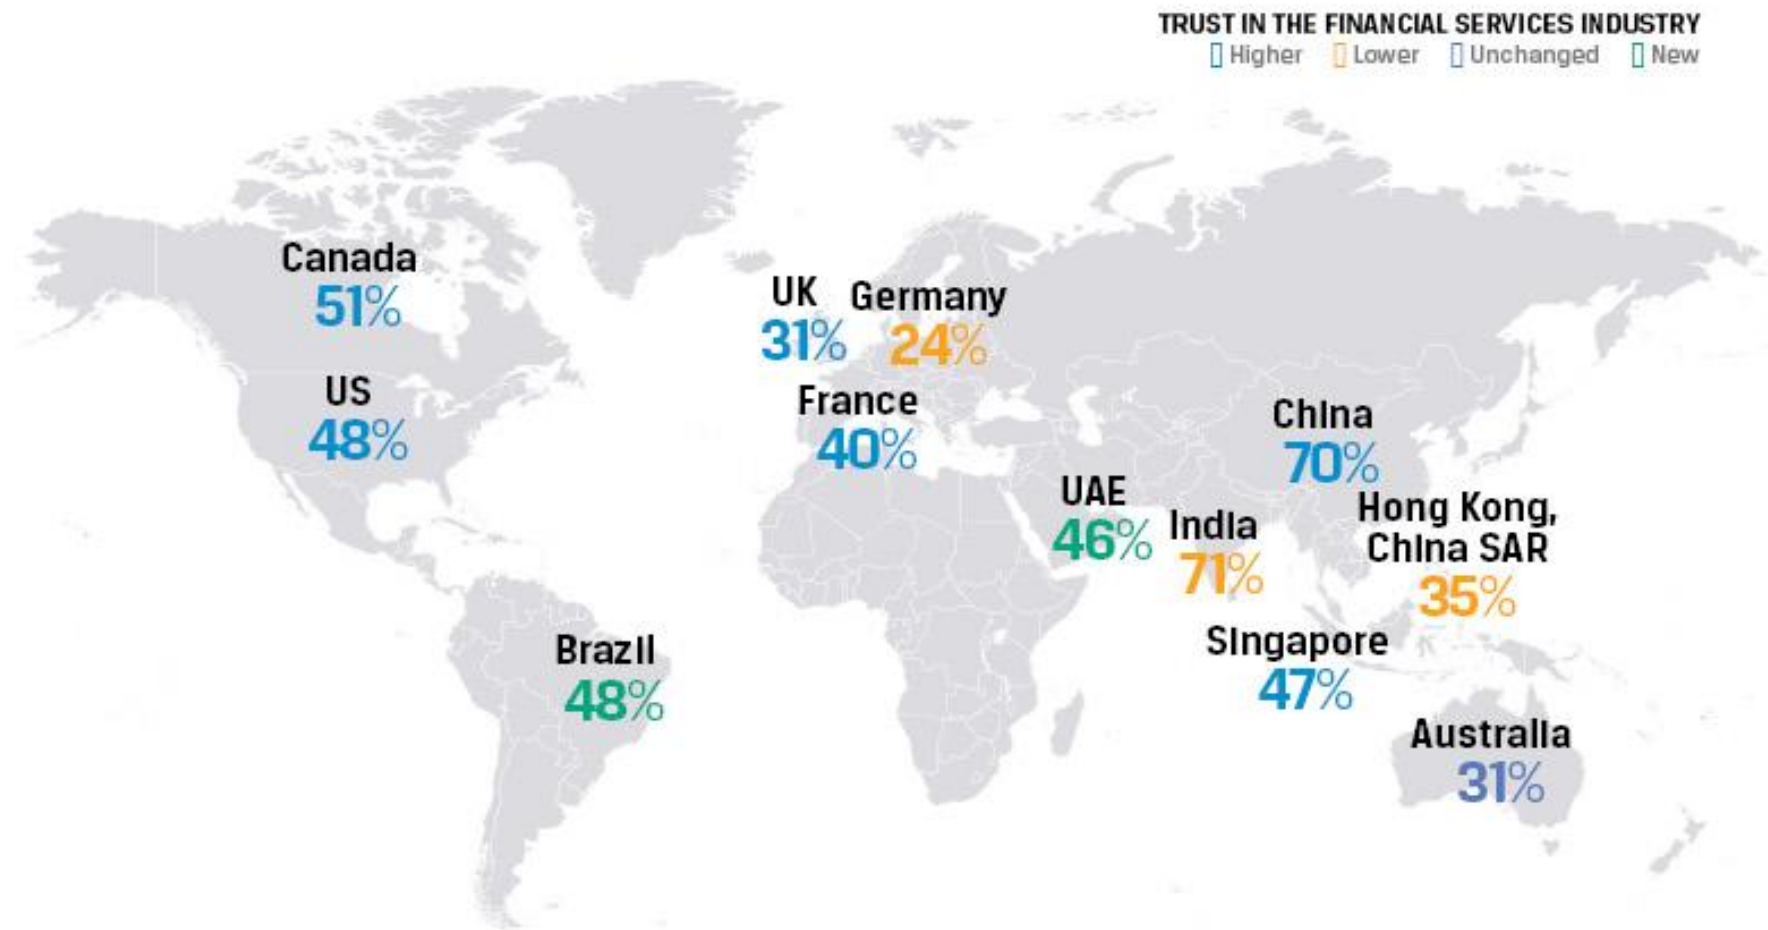 TRUST IN THE FINANCIAL SERVICES INDUSTRY
Higher Lower Unchanged New
Canada
51%
US
48%
Brazil
48%
UK
31%
Germany
24%
France
40%
UAE
46%
India
71%
China
70%
Hong Kong,
China SAR
35%
Singapore
47%
Australia
31%